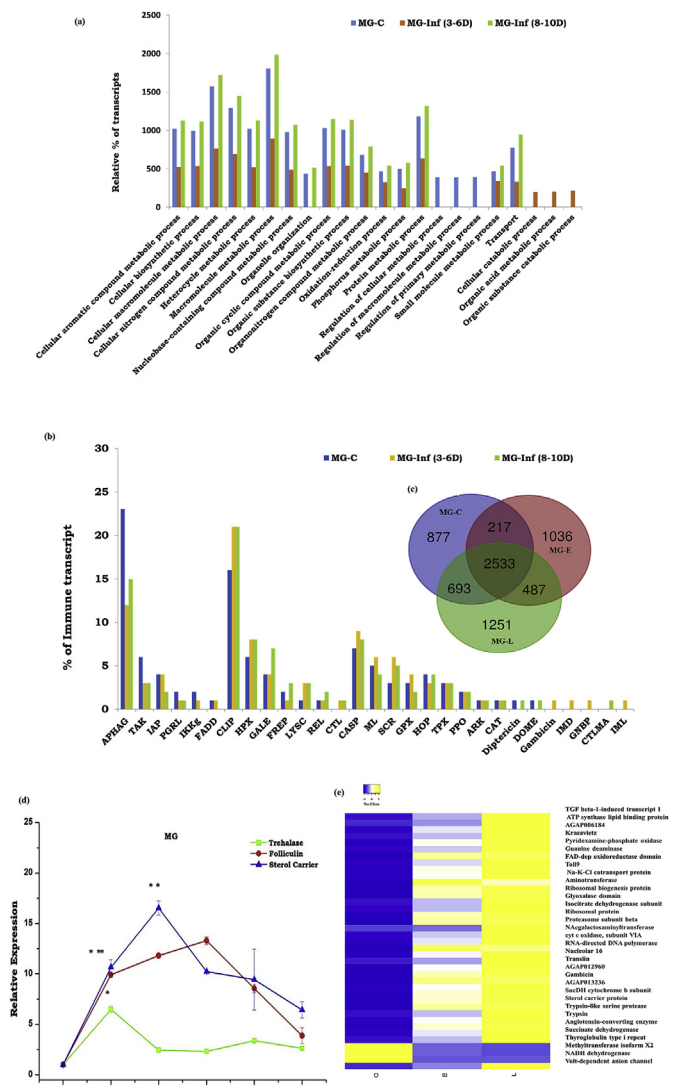 (a)
MG-C
MG-Inf (3-6D)
MG-Inf (8-10D)
Relative % of transcripts
2500
2000
1500
1000
500
0
Cellular aromatic compound metabolic process
Cellular biosynthetic process
Cellular macromolecule metabolic process
Cellular nitrogen compound metabolic process
Heterocycle metabolic process
Macromolecule metabolic process
Nucleobase-containing compound metabolic process
Organelle organization
Organic cyclic compound metabolic process
Organic substance biosynthetic process
Organonitrogen compound metabolic process
Oxidation-reduction process
Phosphorus metabolic process
Protein metabolic process
Regulation of cellular metabolic process
Regulation of macromolecule metabolic process
Regulation of primary metabolic process
Small molecule metabolic process
Transport
Cellular catabolic process
Organic acid metabolic process
Organic substance catabolic process
(b)
MG-C
MG-Inf (3-6D)
MG-Inf (8-10D)
% of Immune transcript
30
25
20
15
10
5
0
APHAG
TAK
IAP
PGRL
IKKg
FADD
CLIP
HPX
GALE
FREP
LYSC
REL
CTL
CASP
ML
SCR
GPX
HOP
TPX
PPO
ARK
CAT
Diptericin
DOME
Gambicin
IMD
GNBP
CTLMA
IML
(c)
MG-C
877
217
1036
MG-E
2533
693
487
1251
MG-L
(d)
MG
Trehalase
Folliculin
Sterol Carrier
Relative Expression
25
20
15
10
5
0
* *
* **
*
(e)
TGF beta-1-induced transcript 1
ATP synthase lipid binding protein
AGAP006184
Krasavietz
Pyridoxamine-phosphate oxidase
Guanine deaminase
FAD-dep oxidoreductase domain
Toll9
Na-K-Cl cotransport protein
Aminotransferase
Ribosomal biogenesis protein
Glyoxalase domain
Isocitrate dehydrogenase subunit
Ribosomal protein
Proteasome subunit beta
NAcgalactosaminyltransferase
cyt c oxidase, subunit VIA
RNA-directed DNA polymerase
Nucleolar 16
Translin
AGAP012960
Gambicin
AGAP013236
SucDH cytochrome b subunit
Sterol carrier protein
Trypsin-like serine protease
Trypsin
Angiotensin-converting enzyme
Succinate dehydrogenase
Thyroglobulin type i repeat
Methyltransferase isoform X2
NADH dehydrogenase
Volt-dependent anion channel
C
E
L